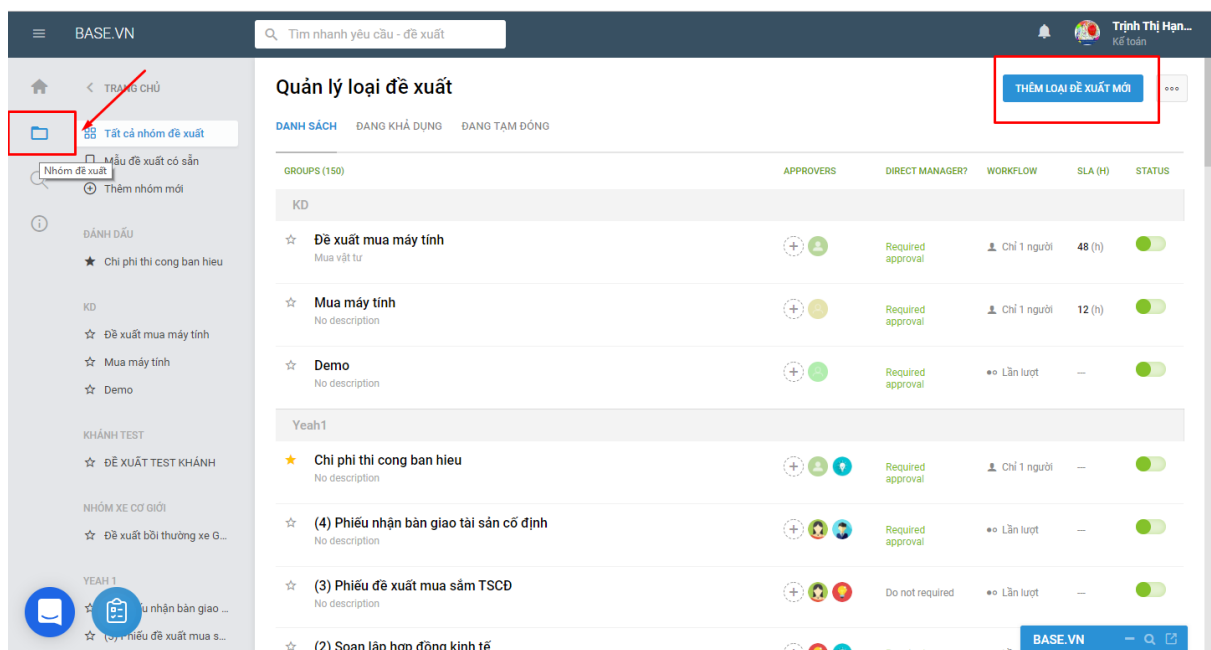 BASE.VN
Tìm nhanh yêu cầu - đề xuất
Trịnh Thị Hạn...
Kế toán
TRANG CHỦ
Tất cả nhóm đề xuất
Mẫu đề xuất có sẵn
Nhóm đề xuất
Thêm nhóm mới
ĐÁNH DẤU
Chi phi thi cong ban hieu
KD
Đề xuất mua máy tính
Mua máy tính
Demo
KHÁNH TEST
ĐỀ XUẤT TEST KHÁNH
NHÓM XE CƠ GIỚI
Đề xuất bồi thường xe G...
YEAH 1
nhận bàn giao ...
đề xuất mua s...
Quản lý loại đề xuất
THÊM LOẠI ĐỀ XUẤT MỚI
DANH SÁCH ĐANG KHẢ DỤNG ĐANG TẠM ĐÓNG
GROUPS (150) APPROVERS DIRECT MANAGER? WORKFLOW SLA (H) STATUS
KD
Đề xuất mua máy tính
Mua vật tư
Required approval
Chỉ 1 người
48 (h)
Mua máy tính
No description
Required approval
Chỉ 1 người
12 (h)
Demo
No description
Required approval
Lần lượt
—
Yeah1
Chi phi thi cong ban hieu
No description
Required approval
Chỉ 1 người
—
(4) Phiếu nhận bàn giao tài sản cố định
No description
Required approval
Lần lượt
—
(3) Phiếu đề xuất mua sắm TSCĐ
No description
Do not required
Lần lượt
—
(2) Soạn lập hợp đồng kinh tế
BASE.VN